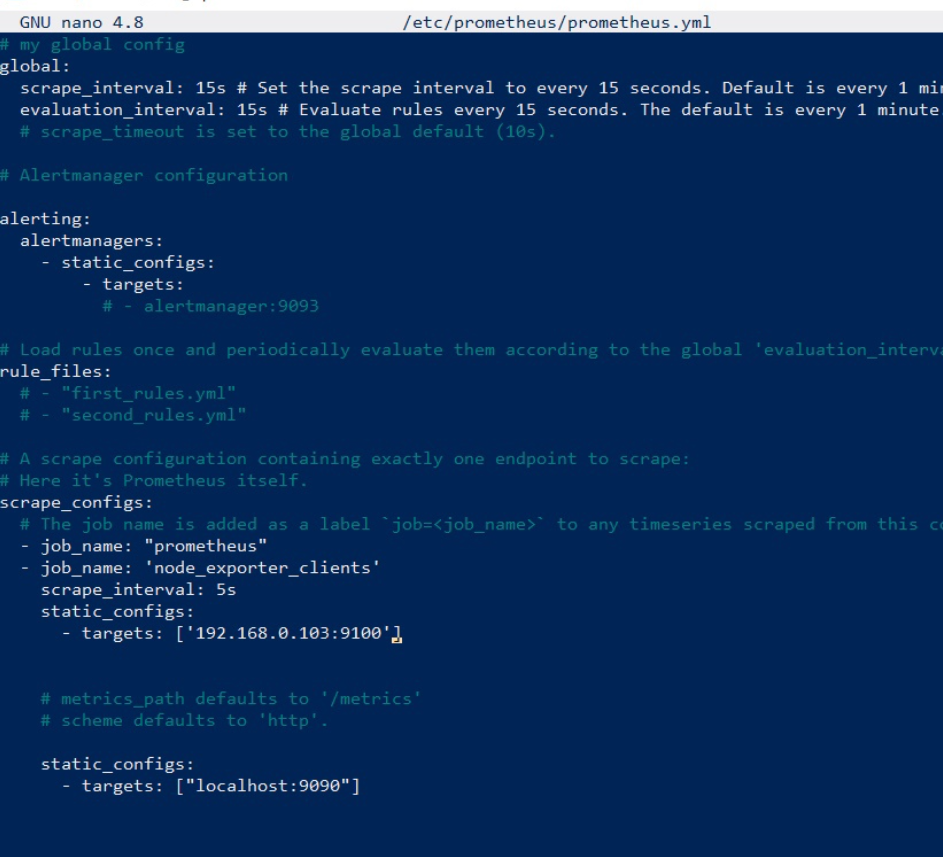 GNU nano 4.8 /etc/prometheus/prometheus.yml
# my global config
global:
  scrape_interval: 15s # Set the scrape interval to every 15 seconds. Default is every 1 min
  evaluation_interval: 15s # Evaluate rules every 15 seconds. The default is every 1 minute
  # scrape_timeout is set to the global default (10s).
# Alertmanager configuration
alerting:
  alertmanagers:
    - static_configs:
        - targets:
          # - alertmanager:9093
# Load rules once and periodically evaluate them according to the global 'evaluation_interva
rule_files:
  # - "first_rules.yml"
  # - "second_rules.yml"
# A scrape configuration containing exactly one endpoint to scrape:
# Here it's Prometheus itself.
scrape_configs:
  # The job name is added as a label `job=<job_name>` to any timeseries scraped from this co
  - job_name: "prometheus"
  - job_name: 'node_exporter_clients'
    scrape_interval: 5s
    static_configs:
      - targets: ['192.168.0.103:9100']
    # metrics_path defaults to '/metrics'
    # scheme defaults to 'http'.
    static_configs:
      - targets: ["localhost:9090"]